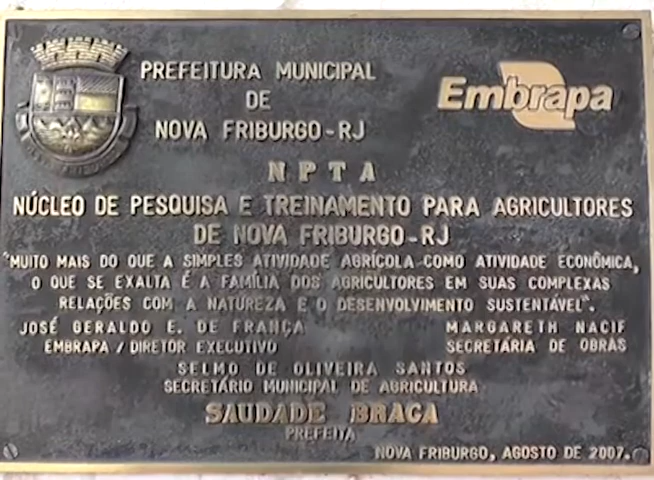 PREFEITURA MUNICIPAL
DE
NOVA FRIBURGO-RJ
Embrapa
NPTA
NÚCLEO DE PESQUISA E TREINAMENTO PARA AGRICULTORES
DE NOVA FRIBURGO-RJ
"MUITO MAIS DO QUE A SIMPLES ATIVIDADE AGRÍCOLA COMO ATIVIDADE ECONÔMICA,
O QUE SE EXALTA É A FAMÍLIA DOS AGRICULTORES EM SUAS COMPLEXAS
RELAÇÕES COM A NATUREZA E O DESENVOLVIMENTO SUSTENTÁVEL".
JOSÉ GERALDO E. DE FRANÇA
EMBRAPA / DIRETOR EXECUTIVO
MARGARETH NACIF
SECRETÁRIA DE OBRAS
SELMO DE OLIVEIRA SANTOS
SECRETÁRIO MUNICIPAL DE AGRICULTURA
SAUDADE BRAGA
PREFEITA
NOVA FRIBURGO, AGOSTO DE 2007.